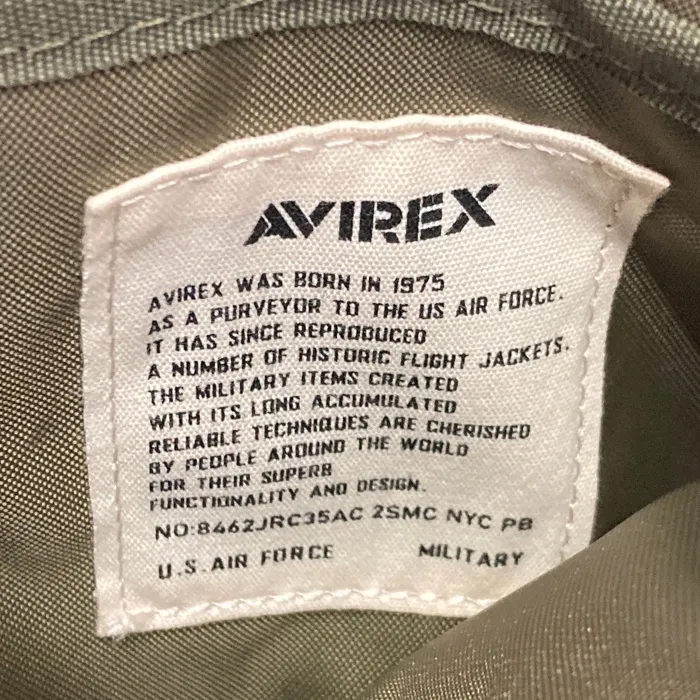 AVIREX
AVIREX WAS BORN IN 1975
AS A PURVEYOR TO THE US AIR FORCE.
IT HAS SINCE REPRODUCED
A NUMBER OF HISTORIC FLIGHT JACKETS.
THE MILITARY ITEMS CREATED
WITH ITS LONG ACCUMULATED
RELIABLE TECHNIQUES ARE CHERISHED
BY PEOPLE AROUND THE WORLD
FOR THEIR SUPERB
FUNCTIONALITY AND DESIGN.
NO:8462JRC35AC 2SMC NYC PB
U.S.AIR FORCE MILITARY